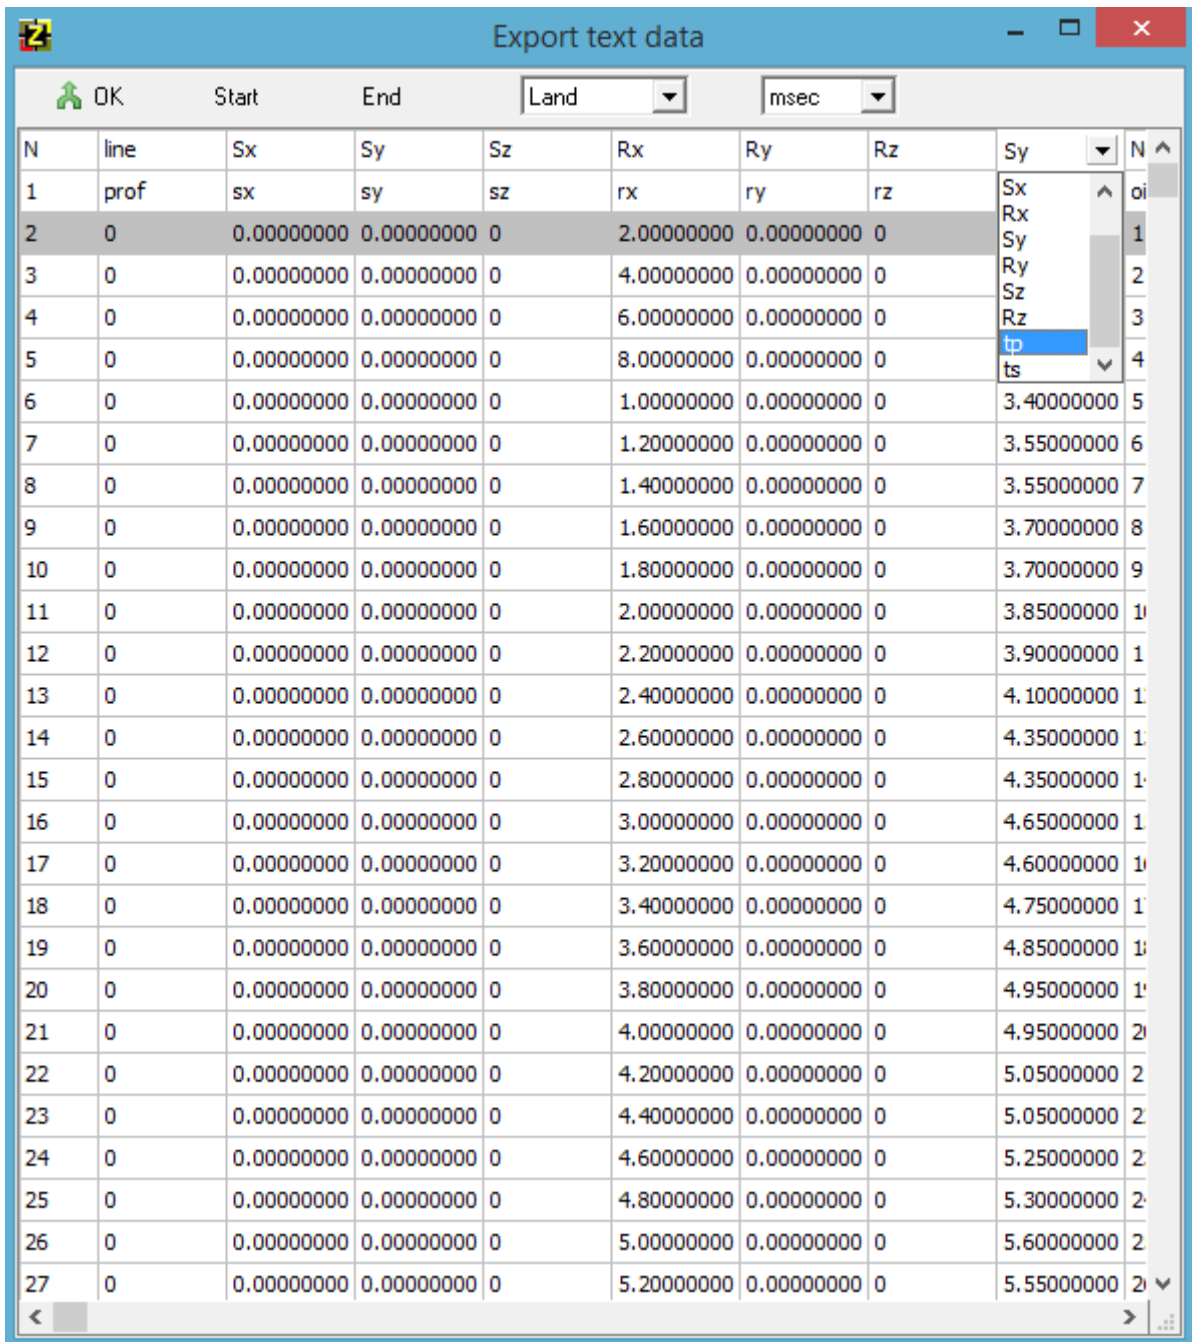 Z Export text data
OK Start End Land msec
N line Sx Sy Sz Rx Ry Rz Sy N
1 prof sx sy sz rx ry rz Sx
Rx
2 0 0.00000000 0.00000000 0 2.00000000 0.00000000 0 Sy 1
3 0 0.00000000 0.00000000 0 4.00000000 0.00000000 0 Ry 2
Sz
4 0 0.00000000 0.00000000 0 6.00000000 0.00000000 0 Rz 3
tp
5 0 0.00000000 0.00000000 0 8.00000000 0.00000000 0 ts 4
6 0 0.00000000 0.00000000 0 1.00000000 0.00000000 0 3.40000000 5
7 0 0.00000000 0.00000000 0 1.20000000 0.00000000 0 3.55000000 6
8 0 0.00000000 0.00000000 0 1.40000000 0.00000000 0 3.55000000 7
9 0 0.00000000 0.00000000 0 1.60000000 0.00000000 0 3.70000000 8
10 0 0.00000000 0.00000000 0 1.80000000 0.00000000 0 3.70000000 9
11 0 0.00000000 0.00000000 0 2.00000000 0.00000000 0 3.85000000
12 0 0.00000000 0.00000000 0 2.20000000 0.00000000 0 3.90000000
13 0 0.00000000 0.00000000 0 2.40000000 0.00000000 0 4.10000000
14 0 0.00000000 0.00000000 0 2.60000000 0.00000000 0 4.35000000
15 0 0.00000000 0.00000000 0 2.80000000 0.00000000 0 4.35000000
16 0 0.00000000 0.00000000 0 3.00000000 0.00000000 0 4.65000000
17 0 0.00000000 0.00000000 0 3.20000000 0.00000000 0 4.60000000
18 0 0.00000000 0.00000000 0 3.40000000 0.00000000 0 4.75000000
19 0 0.00000000 0.00000000 0 3.60000000 0.00000000 0 4.85000000
20 0 0.00000000 0.00000000 0 3.80000000 0.00000000 0 4.95000000
21 0 0.00000000 0.00000000 0 4.00000000 0.00000000 0 4.95000000
22 0 0.00000000 0.00000000 0 4.20000000 0.00000000 0 5.05000000
23 0 0.00000000 0.00000000 0 4.40000000 0.00000000 0 5.05000000
24 0 0.00000000 0.00000000 0 4.60000000 0.00000000 0 5.25000000
25 0 0.00000000 0.00000000 0 4.80000000 0.00000000 0 5.30000000
26 0 0.00000000 0.00000000 0 5.00000000 0.00000000 0 5.60000000
27 0 0.00000000 0.00000000 0 5.20000000 0.00000000 0 5.55000000